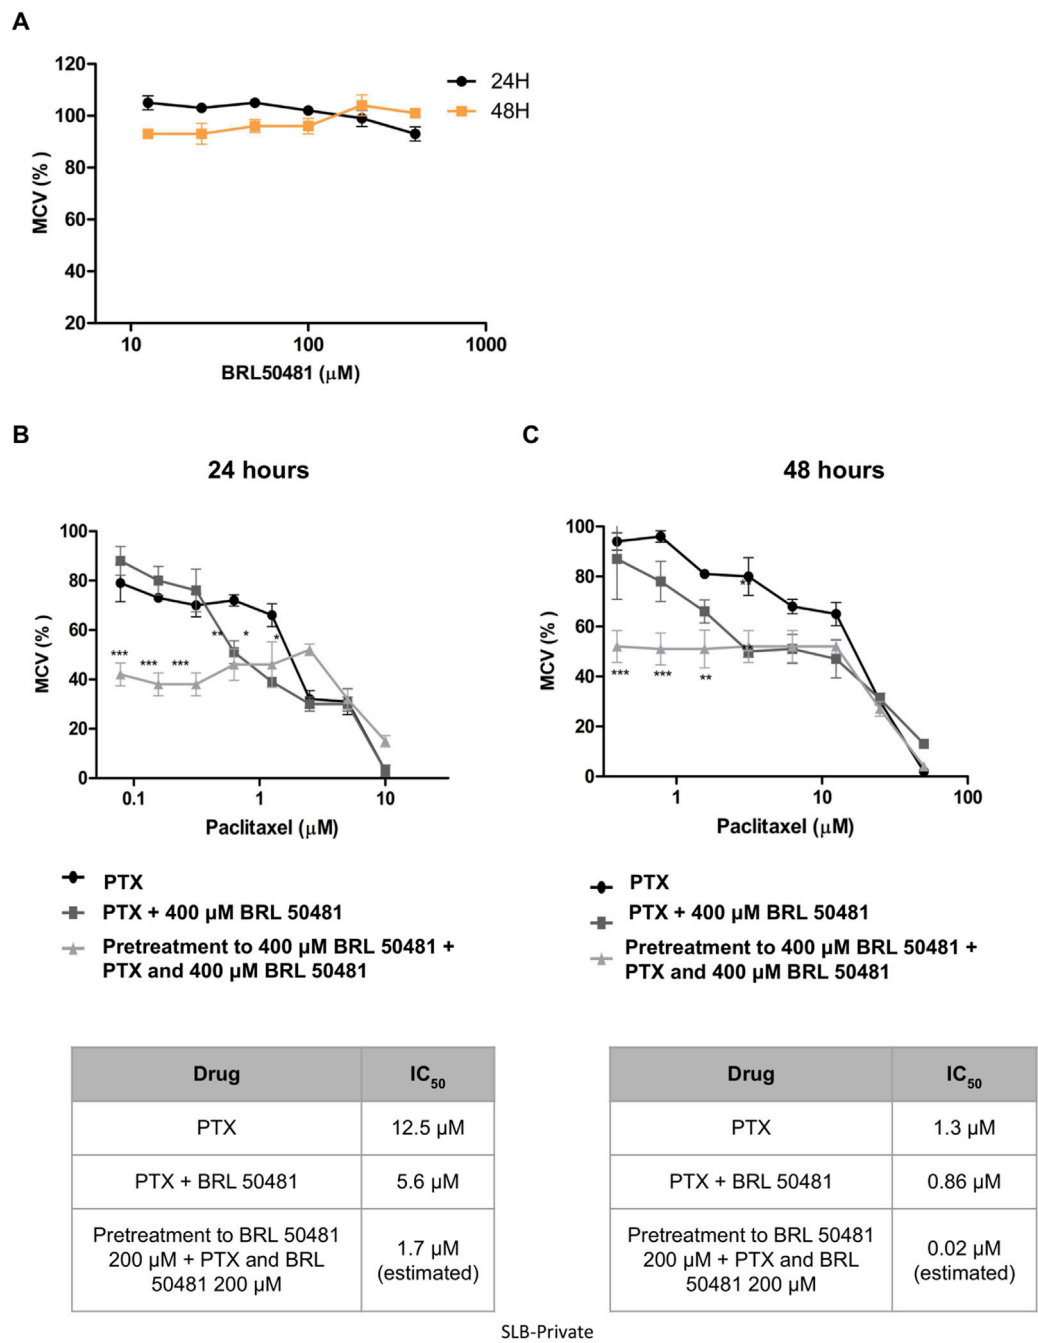 A
120
100
80
60
40
20
MCV (% )
10
100
1000
BRL50481 (μM)
24H
48H
B
24 hours
100
80
60
40
20
0
MCV (% )
***
***
***
**
*
*
0.1
1
10
Paclitaxel (μM)
PTX
PTX + 400 μM BRL 50481
Pretreatment to 400 μM BRL 50481 +
PTX and 400 μM BRL 50481
C
48 hours
100
80
60
40
20
0
MCV (% )
***
***
**
**
**
1
10
100
Paclitaxel (μM)
PTX
PTX + 400 μM BRL 50481
Pretreatment to 400 μM BRL 50481 +
PTX and 400 μM BRL 50481
Drug
IC50
PTX
12.5 μM
PTX + BRL 50481
5.6 μM
Pretreatment to BRL 50481
200 μM + PTX and BRL
50481 200 μM
1.7 μM
(estimated)
Drug
IC50
PTX
1.3 μM
PTX + BRL 50481
0.86 μM
Pretreatment to BRL 50481
200 μM + PTX and BRL
50481 200 μM
0.02 μM
(estimated)
SLB-Private